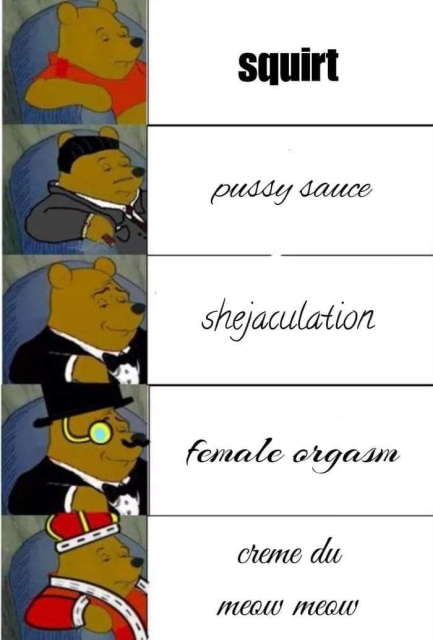 squirt
pussy sauce
shejaculation
female orgasm
creme du
meow meow